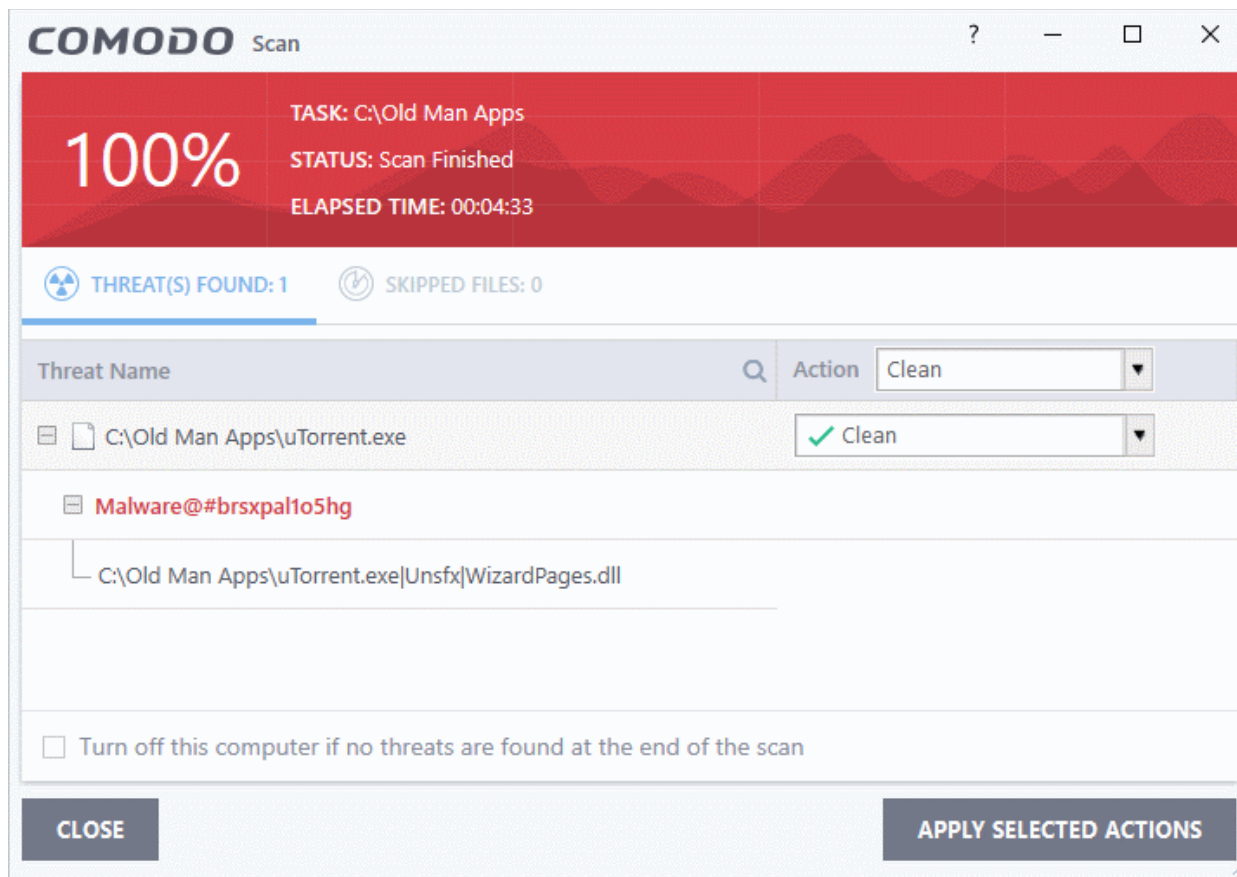 COMODO Scan
?
100%
TASK: C:\Old Man Apps
STATUS: Scan Finished
ELAPSED TIME: 00:04:33
THREAT(S) FOUND: 1 SKIPPED FILES: 0
Threat Name Action Clean
C:\Old Man Apps\uTorrent.exe Clean
Malware@#brsxpal1o5hg
C:\Old Man Apps\uTorrent.exe|Unsfx|WizardPages.dll
Turn off this computer if no threats are found at the end of the scan
CLOSE APPLY SELECTED ACTIONS